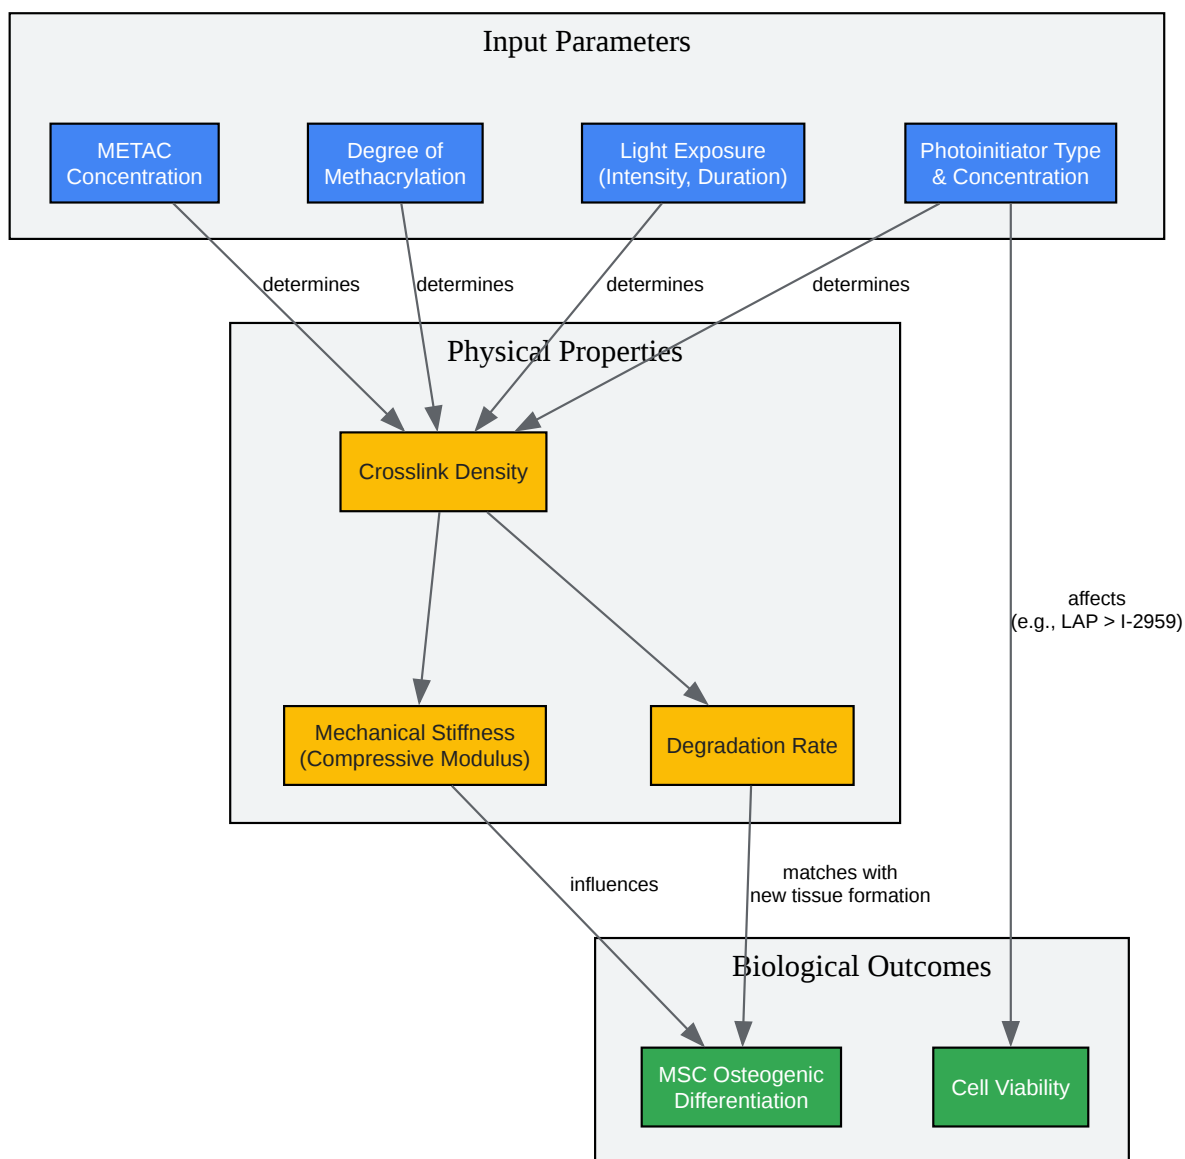 Input Parameters
METAC
Concentration
Degree of
Methacrylation
Light Exposure
(Intensity, Duration)
Photoinitiator Type
& Concentration
determines
determines
determines
determines
Physical Properties
Crosslink Density
affects
(e.g., LAP > I-2959)
Mechanical Stiffness
(Compressive Modulus)
Degradation Rate
influences
matches with
new tissue formation
Biological Outcomes
MSC Osteogenic
Differentiation
Cell Viability